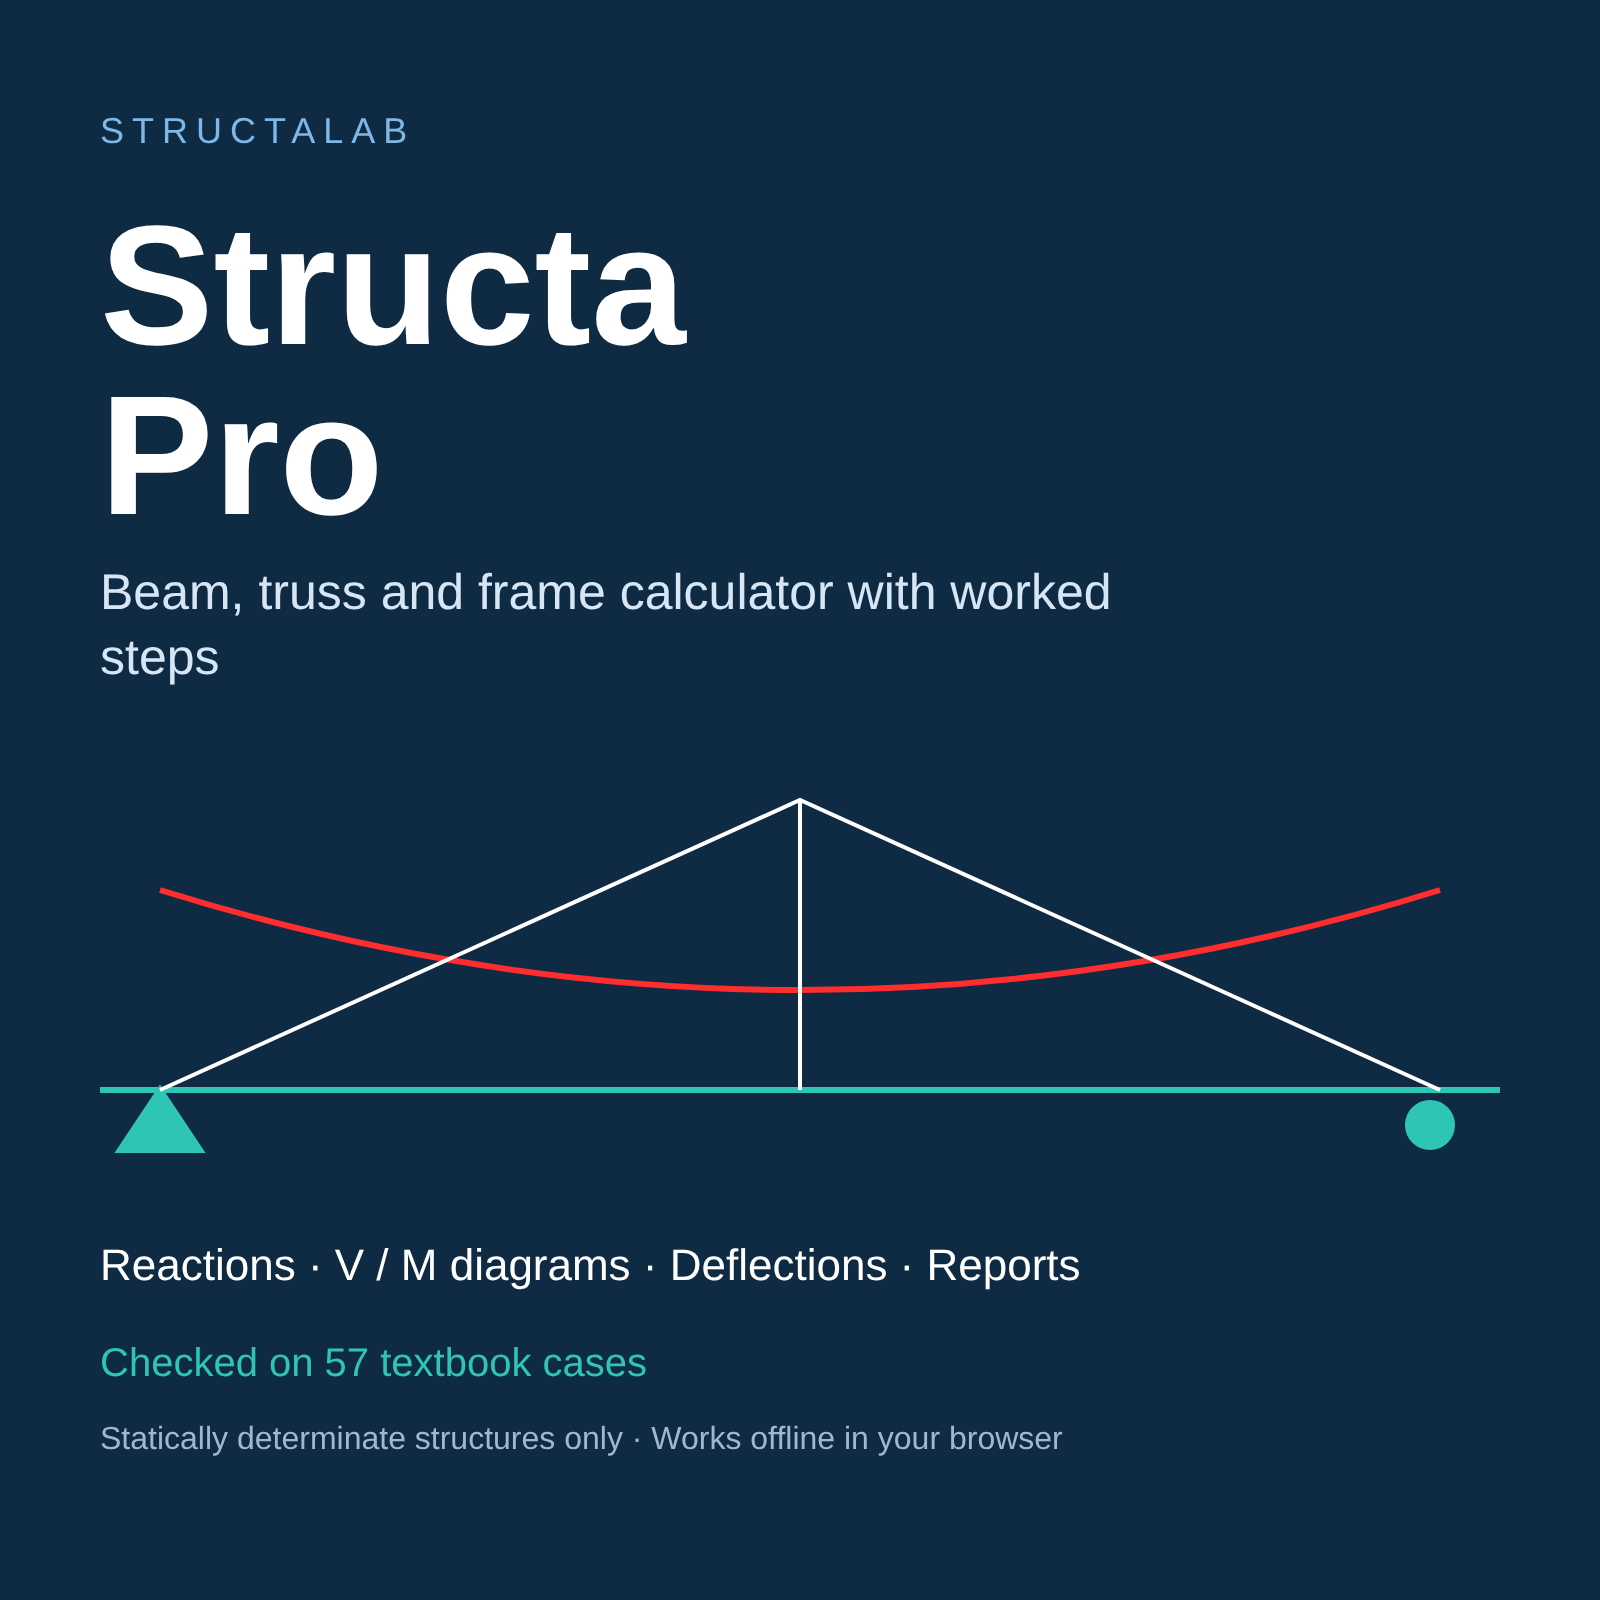 STRUCTALAB
Structa
Pro
Beam, truss and frame calculator with worked
steps
Reactions · V / M diagrams · Deflections · Reports
Checked on 57 textbook cases
Statically determinate structures only · Works offline in your browser